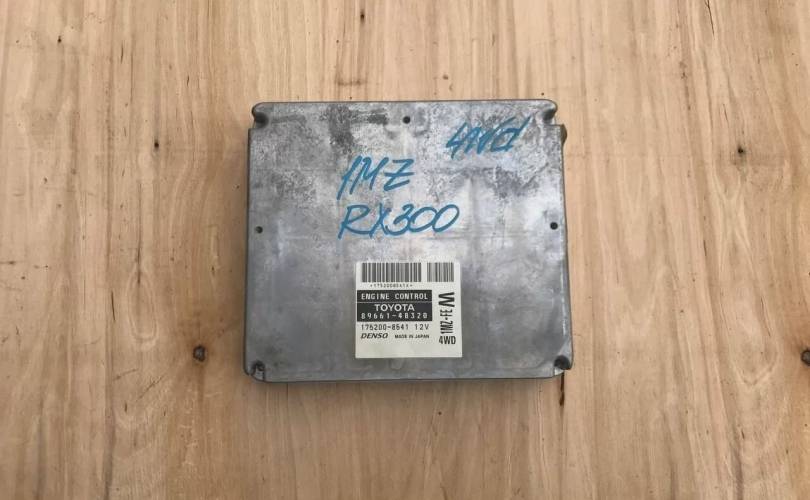 4Wd
1MZ
RX300
ENGINE CONTROL
TOYOTA
89661-48320
175200-8541 12V
DENSO MADE IN JAPAN
M
1MZ-FE
4WD